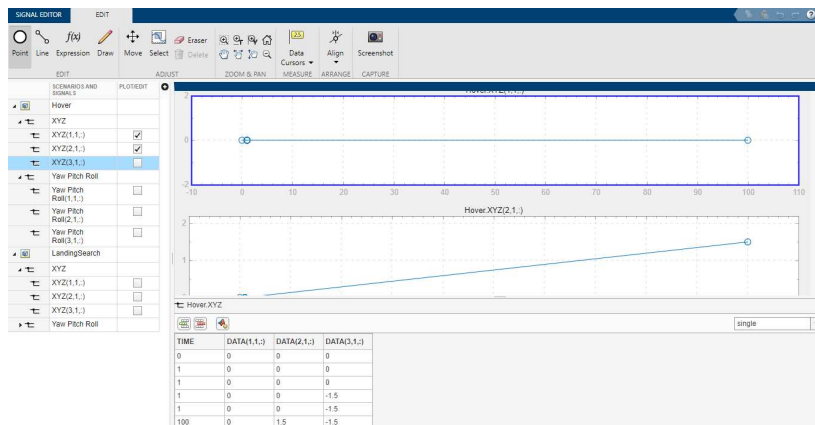 SIGNAL EDITOR EDIT
Point Line f(x) Expression Draw Move Select Eraser Delete 2.5 Data Cursors Align Screenshot
EDIT ADJUST ZOOM & PAN MEASURE ARRANGE CAPTURE
SCENARIOS AND SIGNALS PLOT/EDIT
Hover
XYZ
XYZ(1,1,:)
XYZ(2,1,:)
XYZ(3,1,:)
Yaw Pitch Roll
Yaw Pitch
Roll(1,1,:)
Yaw Pitch
Roll(2,1,:)
Yaw Pitch
Roll(3,1,:)
LandingSearch
XYZ
XYZ(1,1,:)
XYZ(2,1,:)
XYZ(3,1,:)
Yaw Pitch Roll
Hover.XYZ(1,1,:)
2
0
-2
-10 0 10 20 30 40 50 60 70 80 90 100 110
Hover.XYZ(2,1,:)
2
1
Hover.XYZ
single
TIME DATA(1,1,:) DATA(2,1,:) DATA(3,1,:)
0 0 0 0
1 0 0 0
1 0 0 0
1 0 0 -1.5
1 0 0 -1.5
100 0 1.5 -1.5